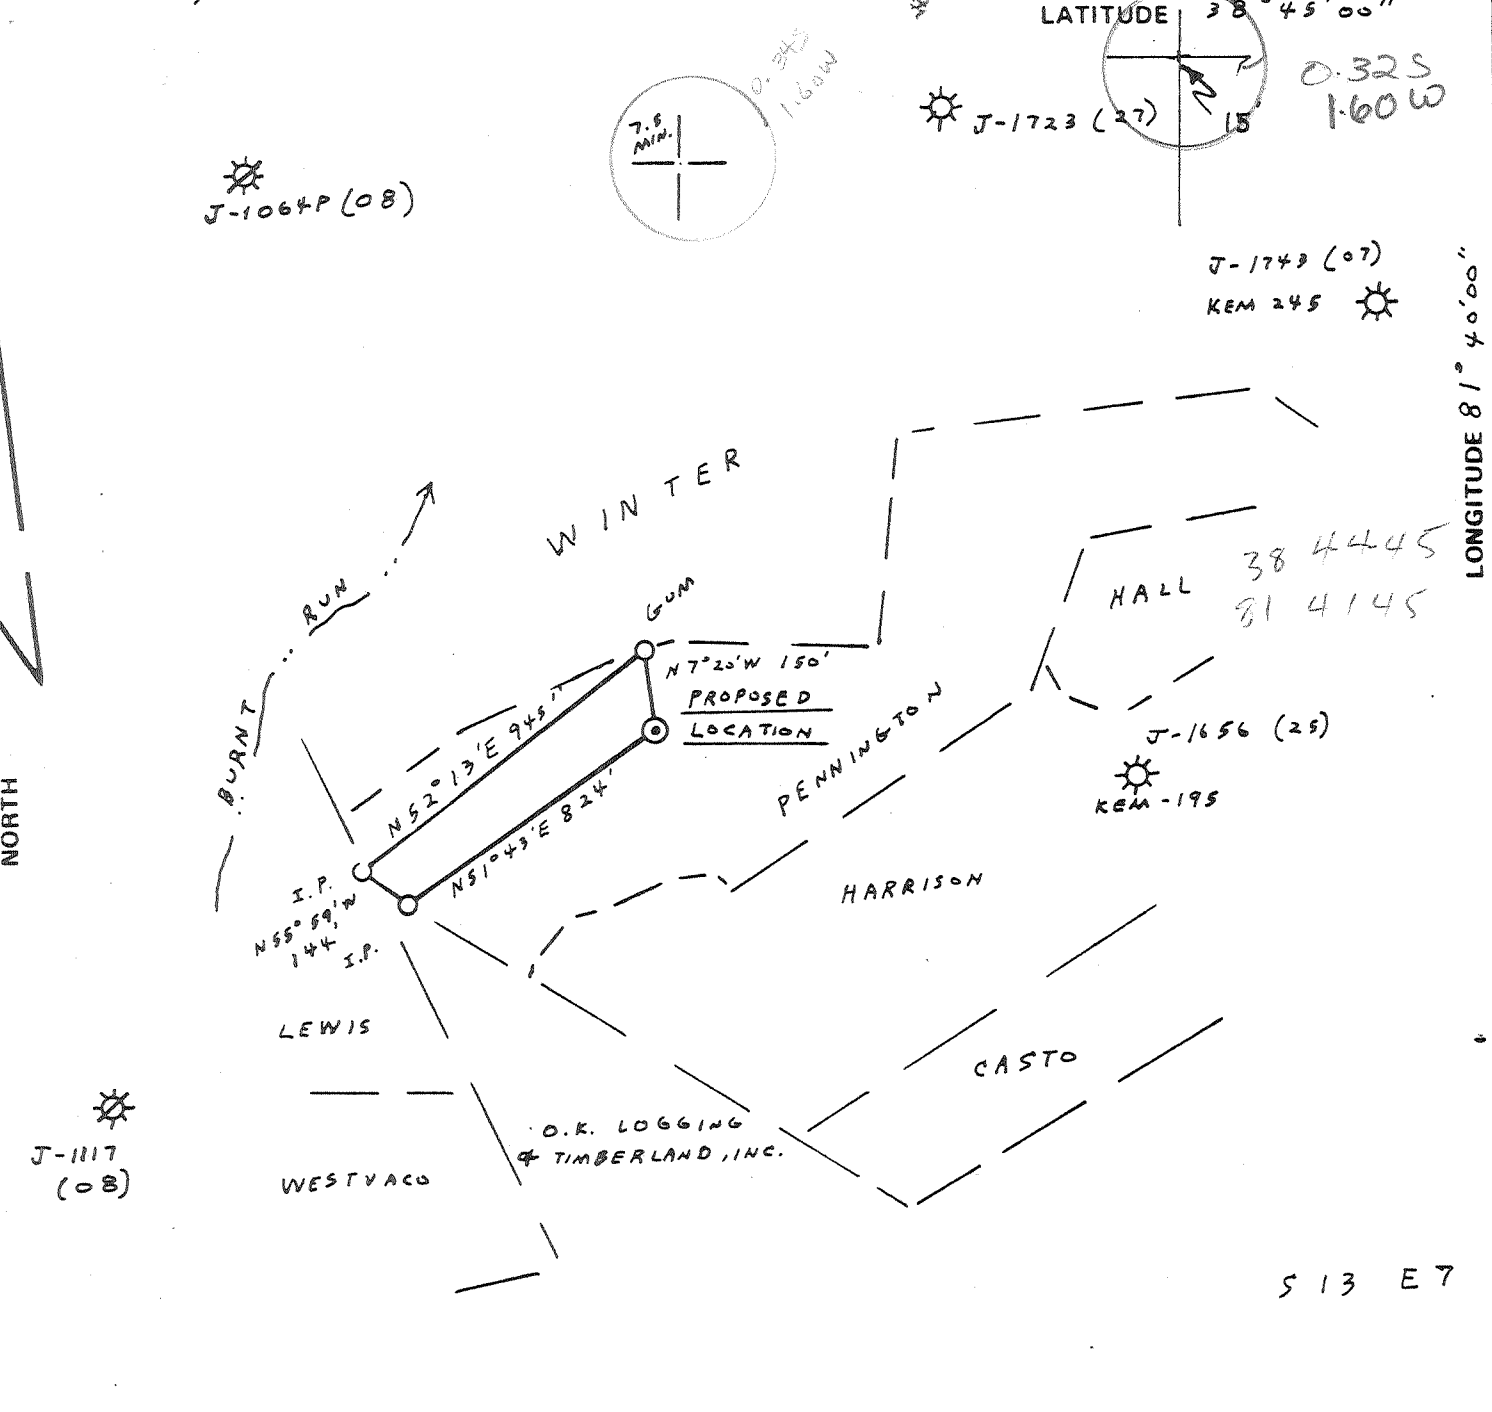 LATITUDE 38°45'00"
0.34S
1.60W
0.32S
1.60W
7.5
MIN.
J-1723 (27)
15'
J-1064P (08)
J-1743 (07)
KEM 245
LONGITUDE 81°40'00"
WINTER
38 4445
HALL
81 4145
BURNT RUN
GUM
N7°20'W 150'
PROPOSED
LOCATION
N52°13'E 945'
N51°43'E 824'
PENNINGTON
J-1656 (25)
KEM-195
NORTH
I.P.
N55°59'W
144'
I.P.
HARRISON
LEWIS
CASTO
O.K. LOGGING
& TIMBERLAND, INC.
J-1117
(08)
WESTVACO
S 13 E 7